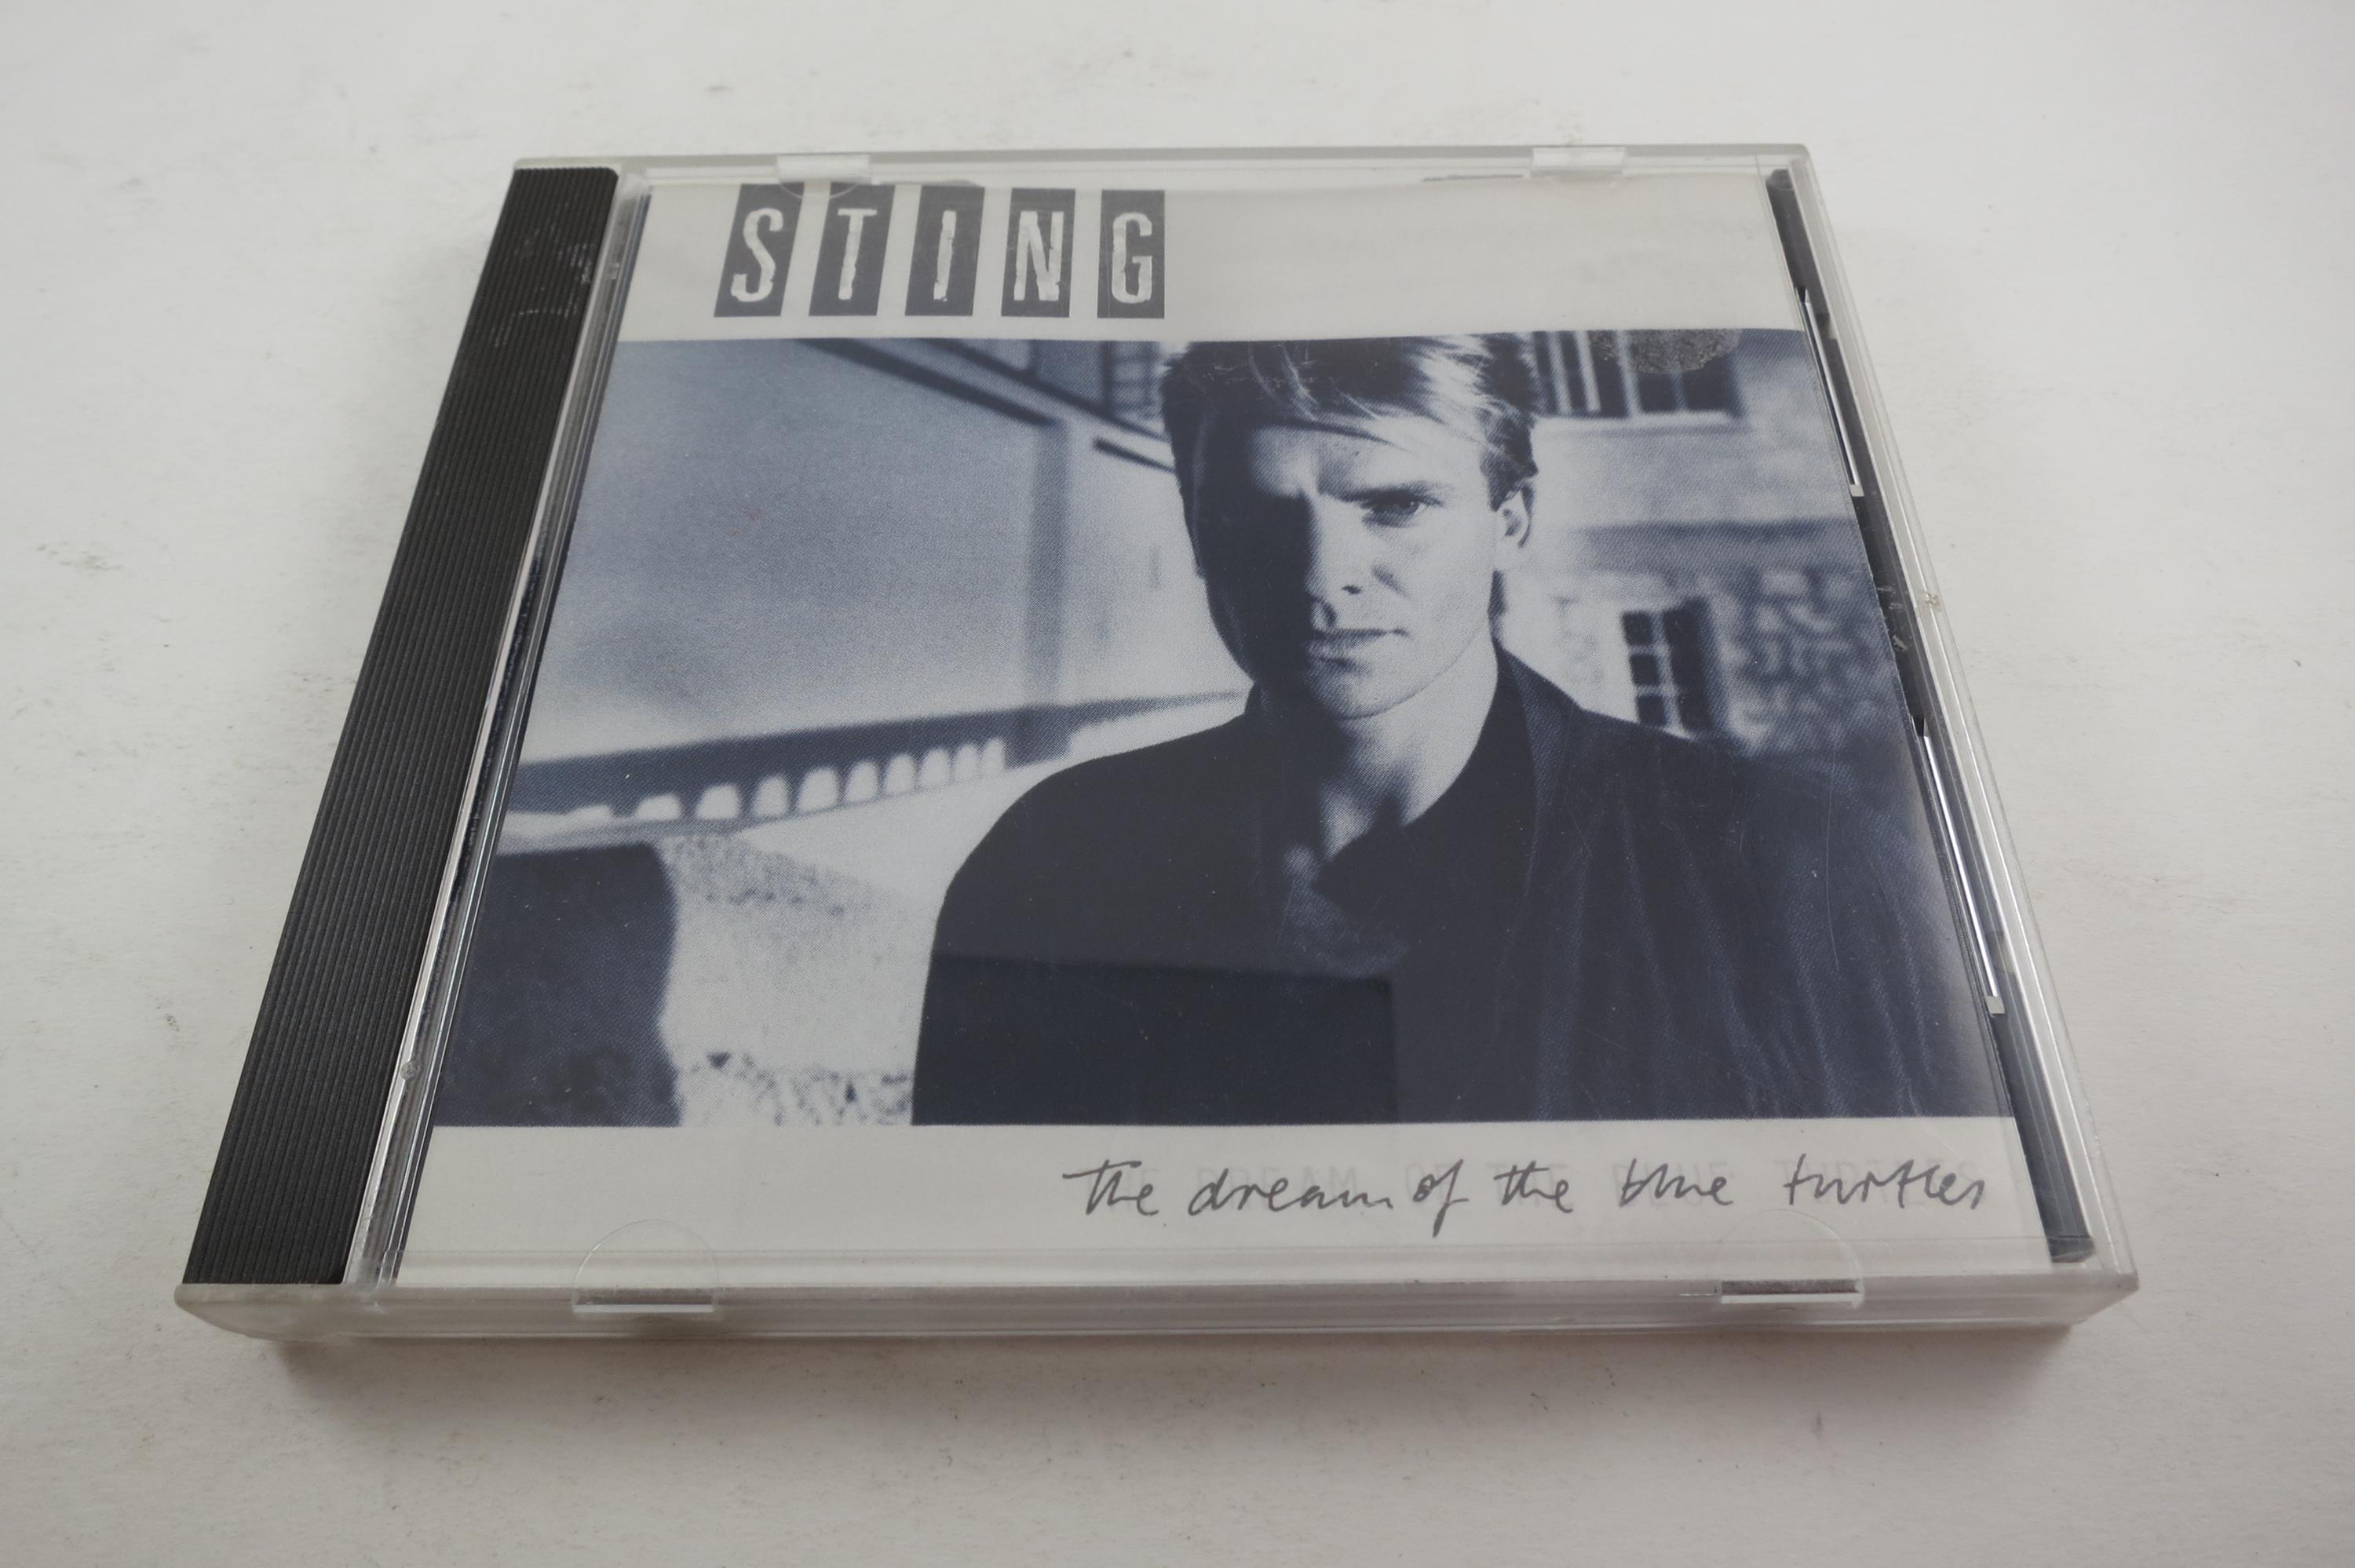 STING
the dream of the blue turtles